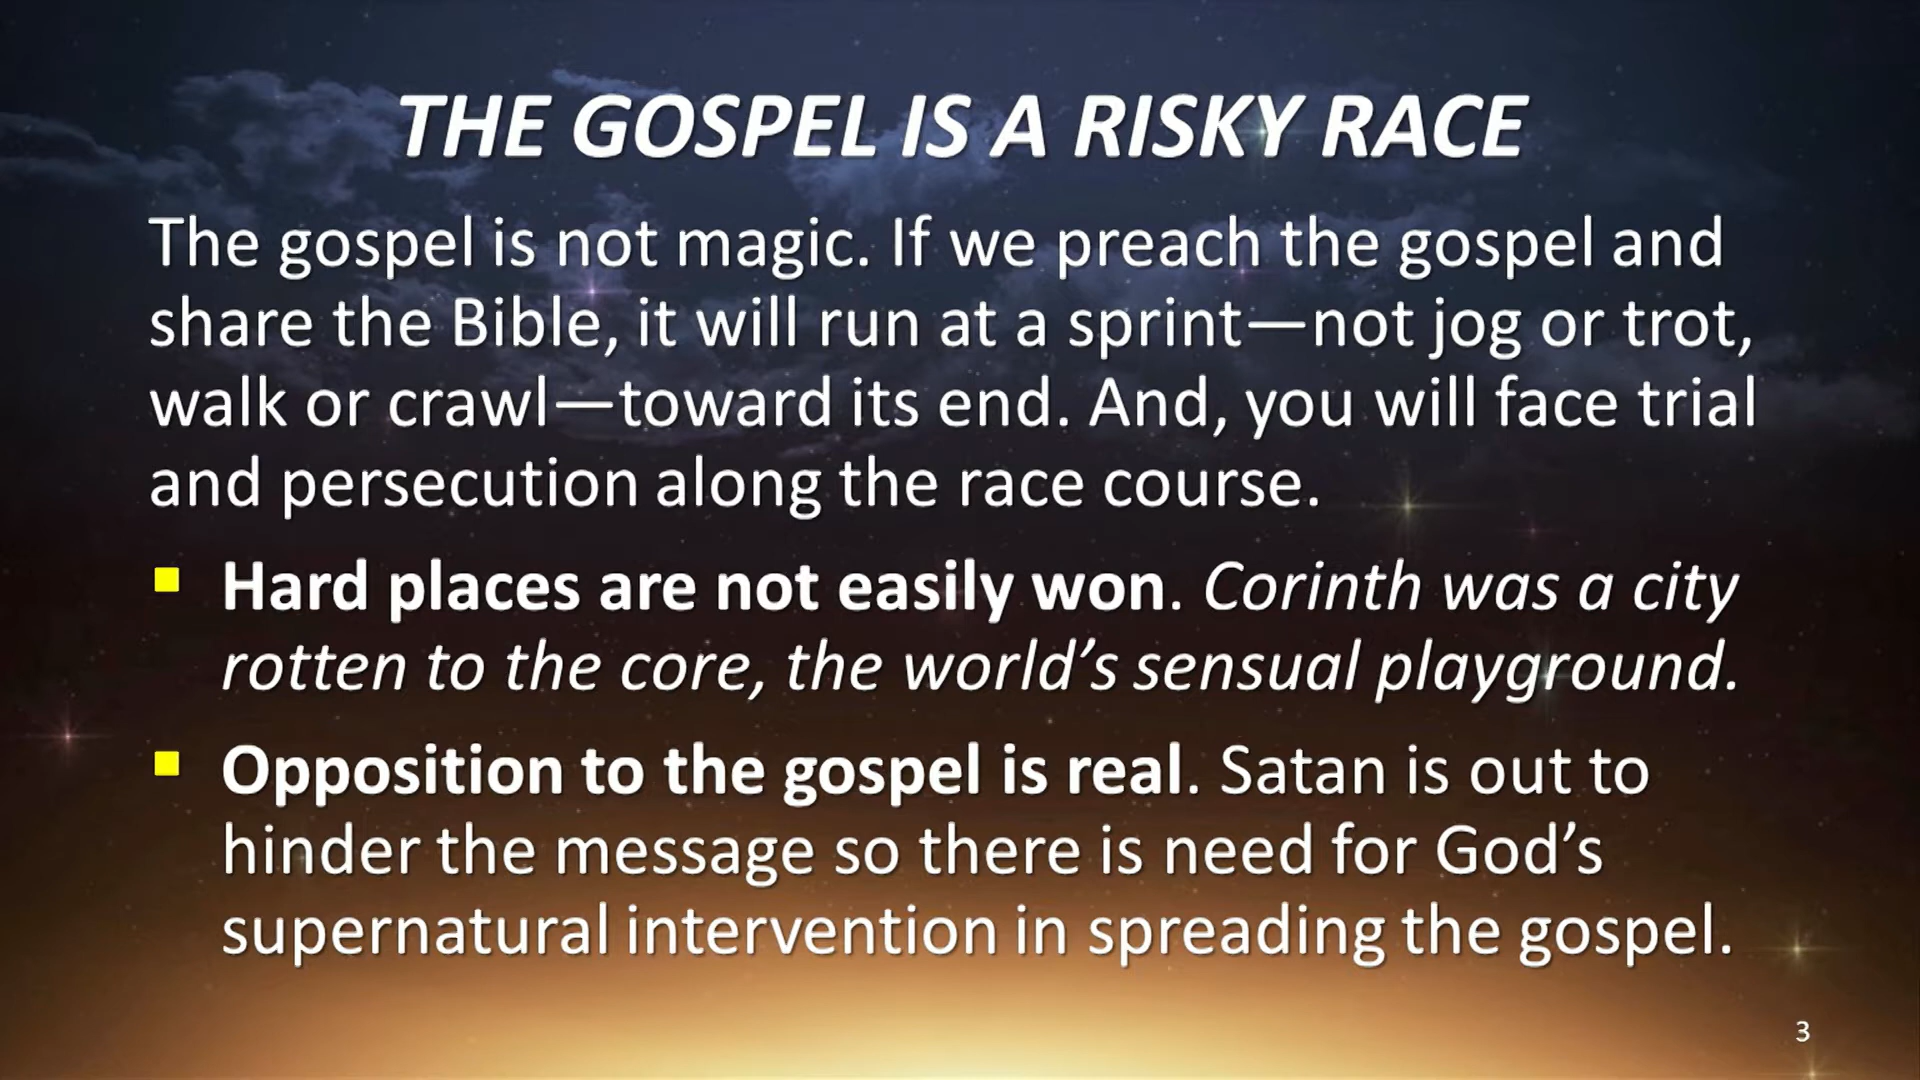 THE GOSPEL IS A RISKY RACE
The gospel is not magic. If we preach the gospel and
share the Bible, it will run at a sprint—not jog or trot,
walk or crawl—toward its end. And, you will face trial
and persecution along the race course.
Hard places are not easily won. Corinth was a city
rotten to the core, the world’s sensual playground.
Opposition to the gospel is real. Satan is out to
hinder the message so there is need for God’s
supernatural intervention in spreading the gospel.
3